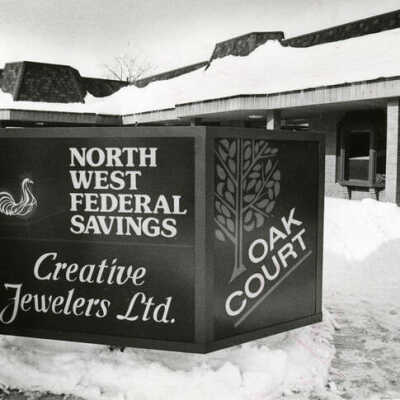 NORTH
WEST
FEDERAL
SAVINGS
Creative
Jewelers Ltd.
OAK
COURT